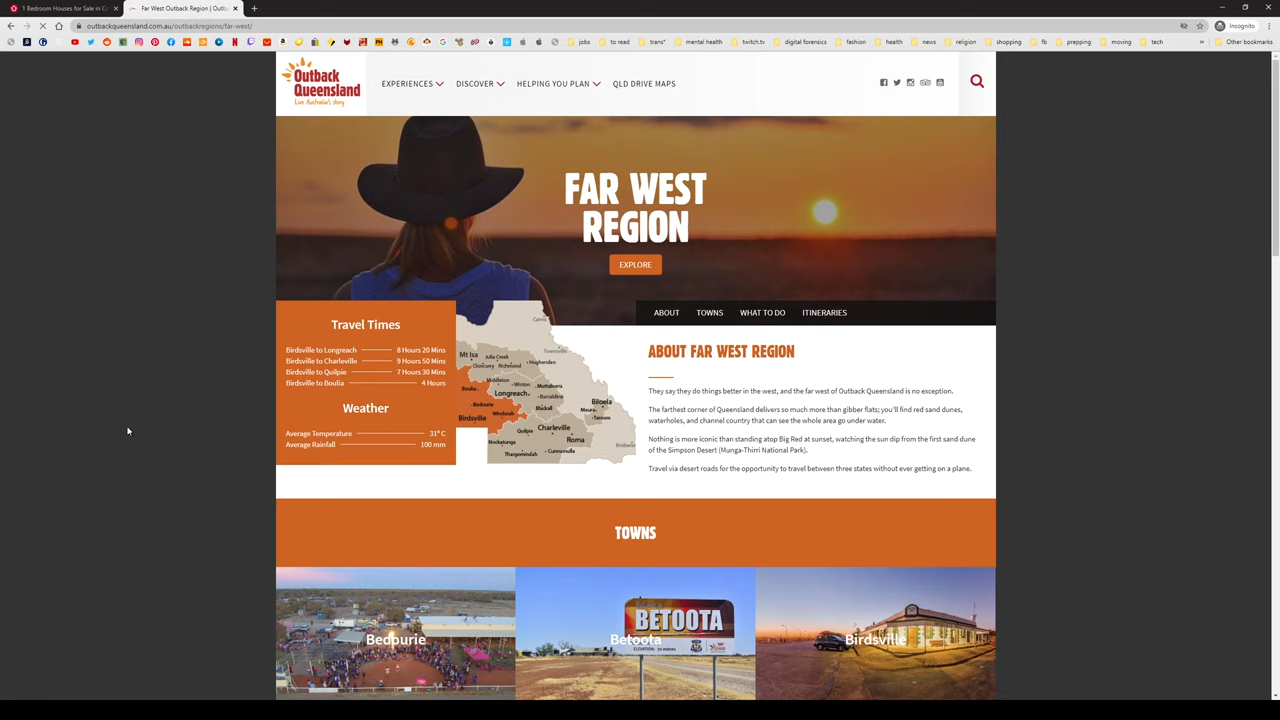 1 Bedroom Houses for Sale in C
Far West Outback Region | Outb
outbackqueensland.com.au/outbackregions/far-west/
Incognito
jobs
to read
trans*
mental health
twitch.tv
digital forensics
fashion
health
news
religion
shopping
fb
prepping
moving
tech
»
Other bookmarks
Outback
Queensland
Live Australia's story
EXPERIENCES
DISCOVER
HELPING YOU PLAN
QLD DRIVE MAPS
FAR WEST
REGION
EXPLORE
ABOUT
TOWNS
WHAT TO DO
ITINERARIES
Travel Times
Birdsville to Longreach 8 Hours 20 Mins
Birdsville to Charleville 9 Hours 50 Mins
Birdsville to Quilpie 7 Hours 30 Mins
Birdsville to Boulia 4 Hours
Weather
Average Temperature 31° C
Average Rainfall 100 mm
Cairns
Townsville
Mt Isa
Julia Creek
Hughenden
Cloncurry
Richmond
Middleton
Winton
Muttaburra
Boulia
Longreach
Barcaldine
Biloela
Bedourie
Blackall
Moura
Windorah
Taroom
Birdsville
Charleville
Quilpie
Roma
Nockatunga
Brisbane
Cunnamulla
Thargomindah
ABOUT FAR WEST REGION
They say they do things better in the west, and the far west of Outback Queensland is no exception.
The farthest corner of Queensland delivers so much more than gibber flats; you'll find red sand dunes,
waterholes, and channel country that can see the whole area go under water.
Nothing is more iconic than standing atop Big Red at sunset, watching the sun dip from the first sand dune
of the Simpson Desert (Munga-Thirri National Park).
Travel via desert roads for the opportunity to travel between three states without ever getting on a plane.
TOWNS
Bedourie
BETOOTA
Betoota
Birdsville